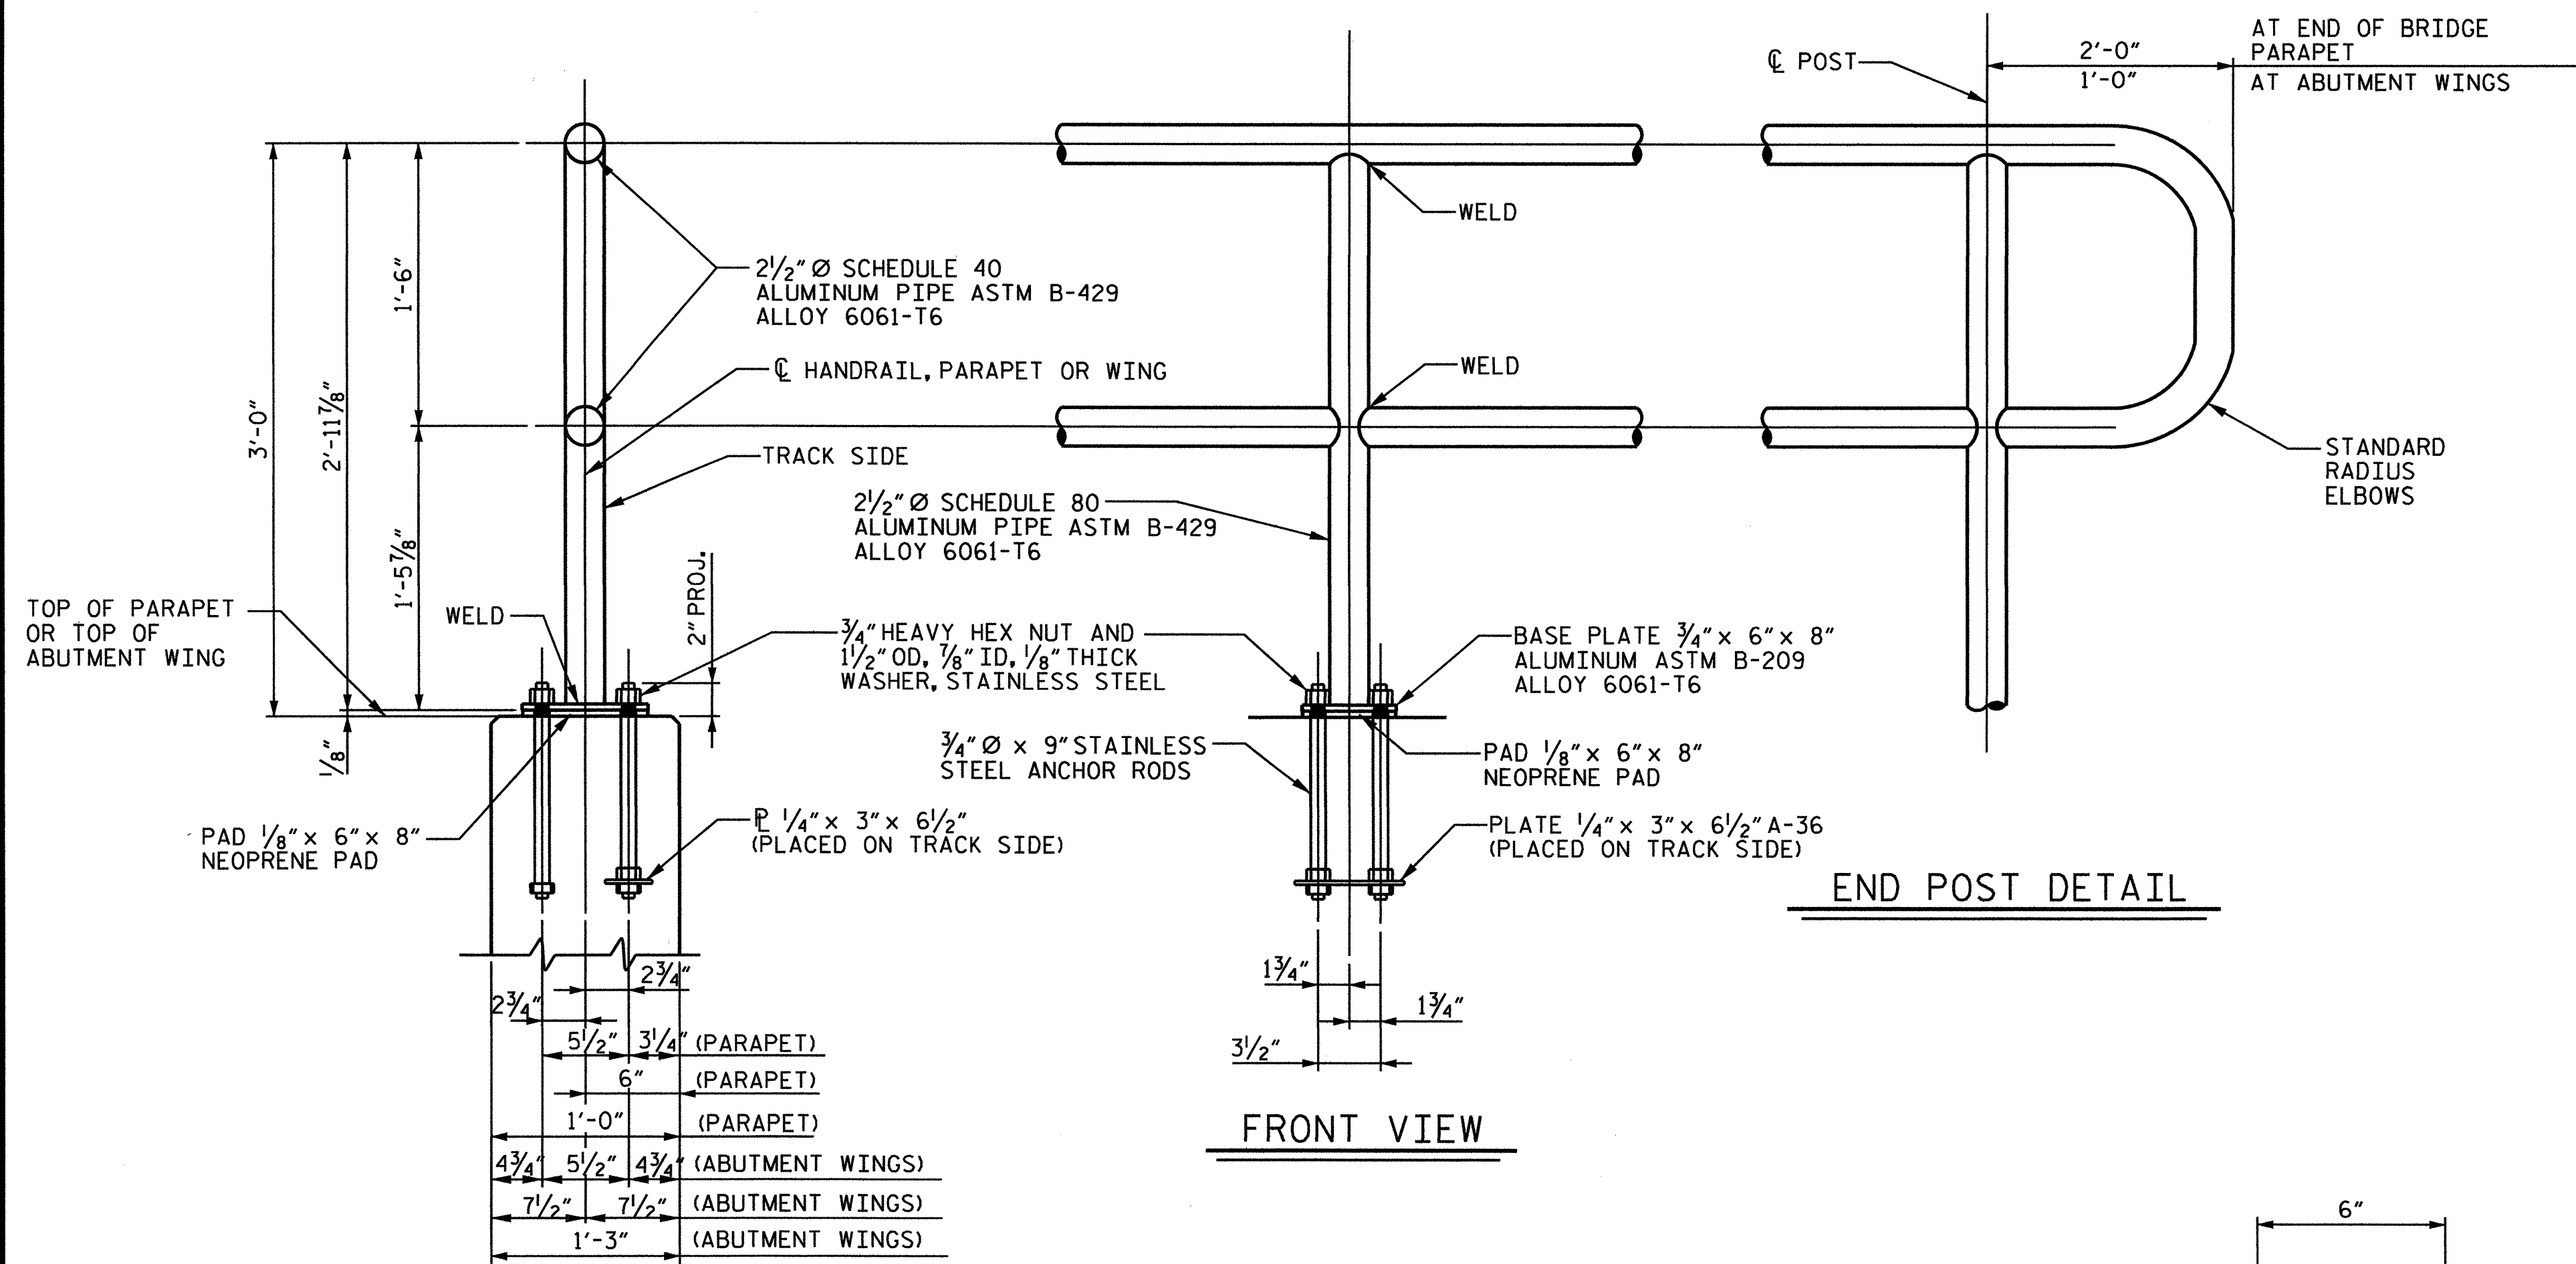 AT END OF BRIDGE
PARAPET
AT ABUTMENT WINGS
2'-0"
1'-0"
℄ POST
WELD
2½" Ø SCHEDULE 40
ALUMINUM PIPE ASTM B-429
ALLOY 6061-T6
1'-6"
℄ HANDRAIL, PARAPET OR WING
WELD
3'-0"
2'-11⅞"
TRACK SIDE
STANDARD
RADIUS
ELBOWS
2½" Ø SCHEDULE 80
ALUMINUM PIPE ASTM B-429
ALLOY 6061-T6
1'-5⅞"
2" PROJ.
TOP OF PARAPET
OR TOP OF
ABUTMENT WING
WELD
¾" HEAVY HEX NUT AND
1½" OD, ⅞" ID, ⅛" THICK
WASHER, STAINLESS STEEL
BASE PLATE ¾" x 6" x 8"
ALUMINUM ASTM B-209
ALLOY 6061-T6
⅛"
¾" Ø x 9" STAINLESS
STEEL ANCHOR RODS
PAD ⅛" x 6" x 8"
NEOPRENE PAD
PAD ⅛" x 6" x 8"
NEOPRENE PAD
⅊ ¼" x 3" x 6½"
(PLACED ON TRACK SIDE)
PLATE ¼" x 3" x 6½" A-36
(PLACED ON TRACK SIDE)
END POST DETAIL
2¾"
2¾"
1¾"
1¾"
3½"
5½" 3¼" (PARAPET)
6" (PARAPET)
1'-0" (PARAPET)
4¾" 5½" 4¾" (ABUTMENT WINGS)
7½" 7½" (ABUTMENT WINGS)
1'-3" (ABUTMENT WINGS)
FRONT VIEW
6"